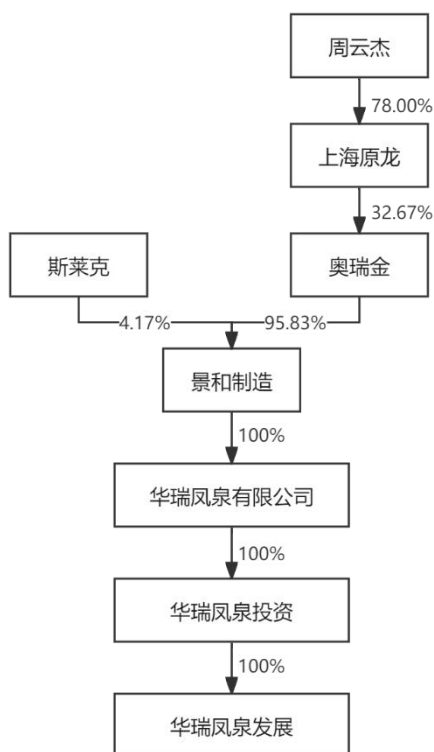 周云杰
78.00%
上海原龙
32.67%
斯莱克
奥瑞金
4.17%
95.83%
景和制造
100%
华瑞凤泉有限公司
100%
华瑞凤泉投资
100%
华瑞凤泉发展